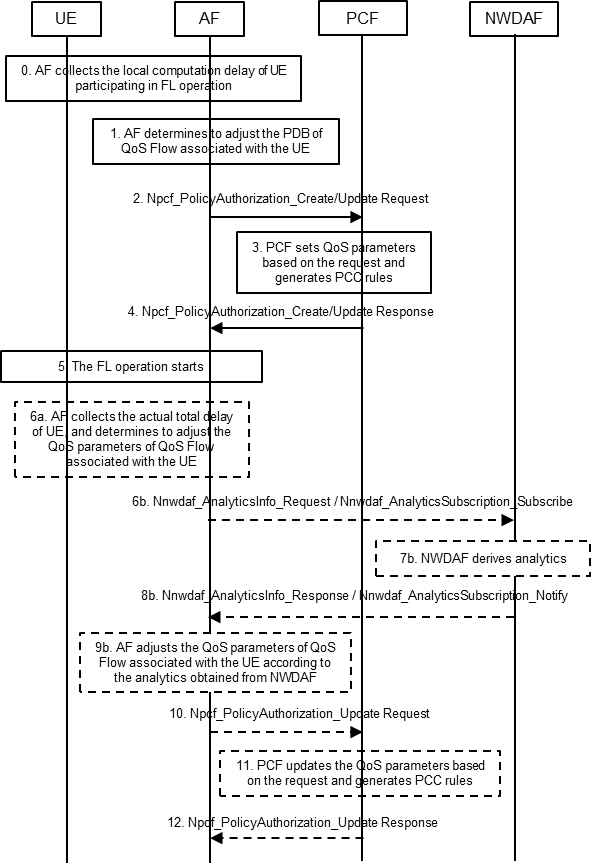 UE
AF
PCF
NWDAF
0. AF collects the local computation delay of UE
participating in FL operation
1. AF determines to adjust the PDB of
QoS Flow associated with the UE
2. Npcf_PolicyAuthorization_Create/Update Request
3. PCF sets QoS parameters
based on the request and
generates PCC rules
4. Npcf_PolicyAuthorization_Create/Update Response
5. The FL operation starts
6a. AF collects the actual total delay
of UE, and determines to adjust the
QoS parameters of QoS Flow
associated with the UE
6b. Nnwdaf_AnalyticsInfo_Request / Nnwdaf_AnalyticsSubscription_Subscribe
7b. NWDAF derives analytics
8b. Nnwdaf_AnalyticsInfo_Response / Nnwdaf_AnalyticsSubscription_Notify
9b. AF adjusts the QoS parameters of QoS
Flow associated with the UE according to
the analytics obtained from NWDAF
10. Npcf_PolicyAuthorization_Update Request
11. PCF updates the QoS parameters based
on the request and generates PCC rules
12. Npcf_PolicyAuthorization_Update Response